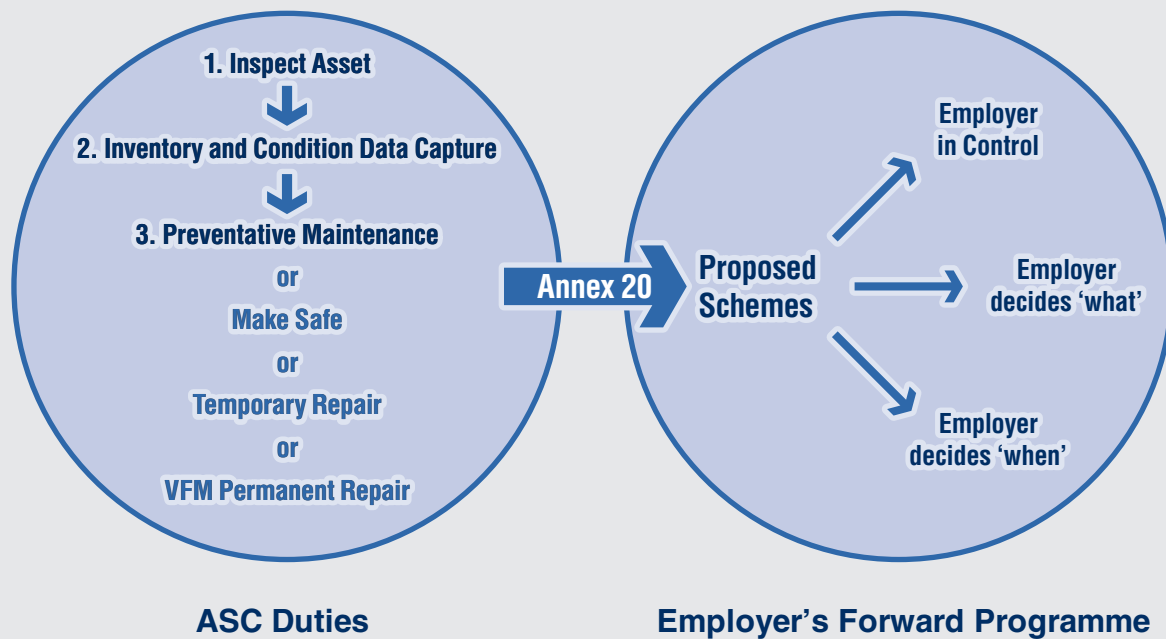 1. Inspect Asset
2. Inventory and Condition Data Capture
3. Preventative Maintenance
or
Make Safe
or
Temporary Repair
or
VFM Permanent Repair
Annex 20
Proposed
Schemes
Employer
in Control
Employer
decides ‘what’
Employer
decides ‘when’
ASC Duties
Employer’s Forward Programme